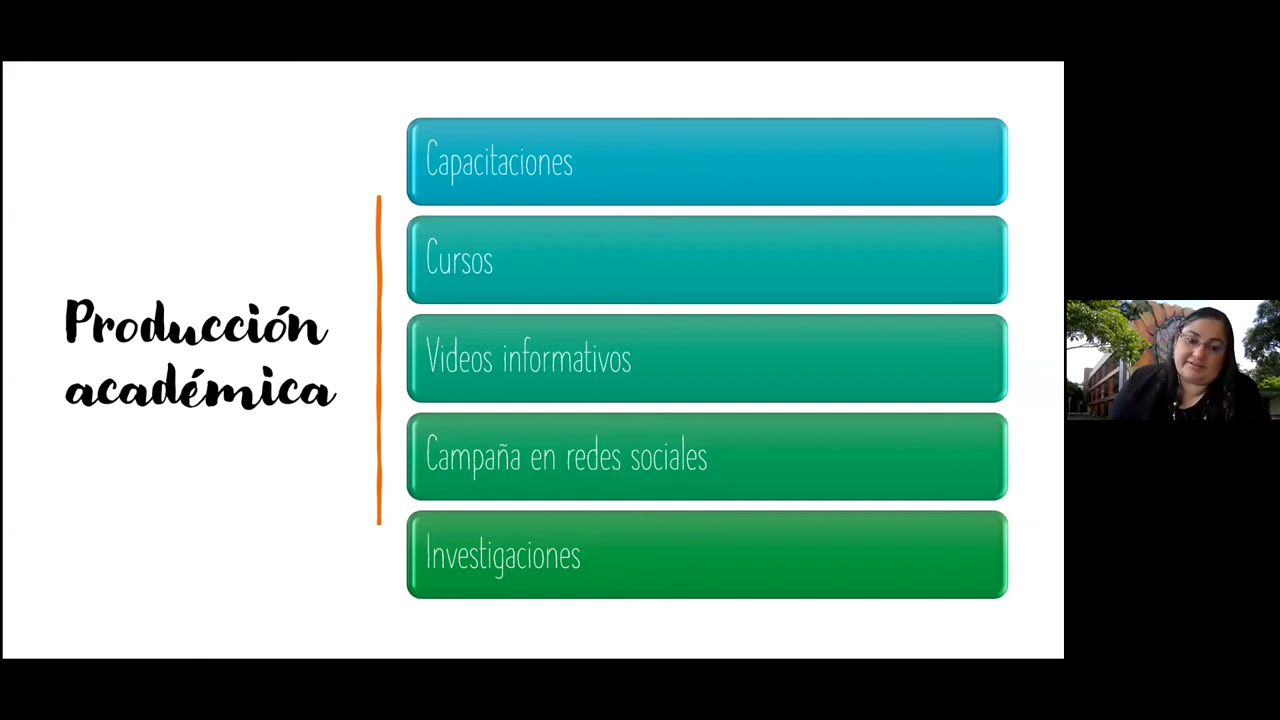 Producción
académica
Capacitaciones
Cursos
Videos informativos
Campaña en redes sociales
Investigaciones